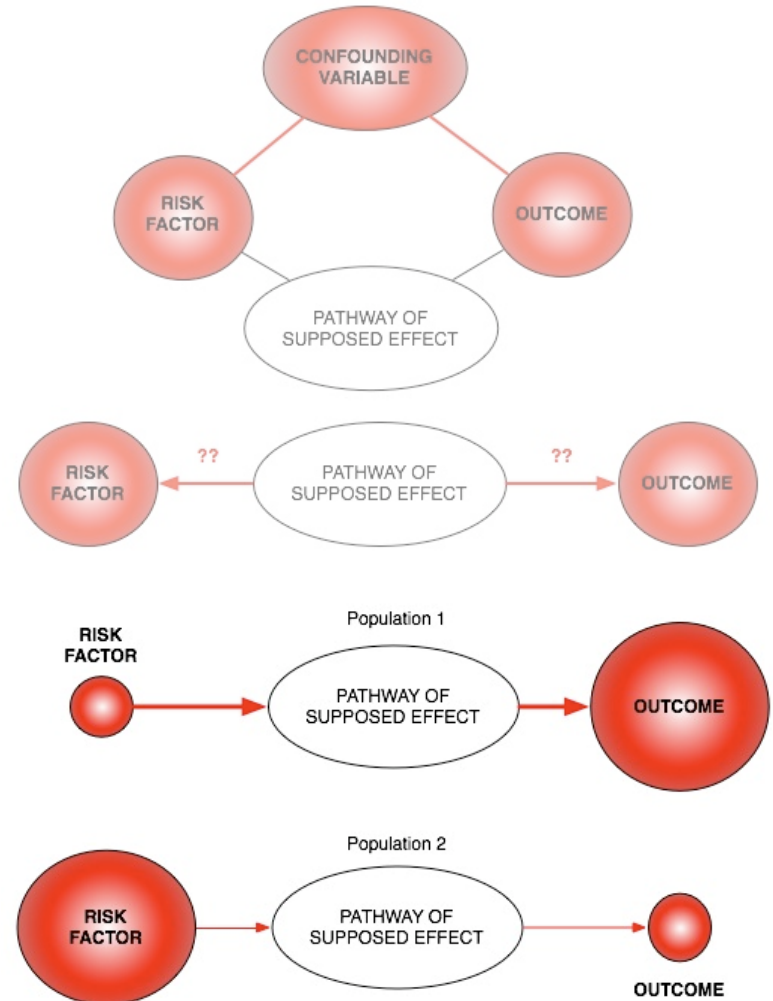 CONFOUNDING
VARIABLE
RISK
FACTOR
OUTCOME
PATHWAY OF
SUPPOSED EFFECT
RISK
FACTOR
??
PATHWAY OF
SUPPOSED EFFECT
??
OUTCOME
Population 1
RISK
FACTOR
PATHWAY OF
SUPPOSED EFFECT
OUTCOME
Population 2
RISK
FACTOR
PATHWAY OF
SUPPOSED EFFECT
OUTCOME